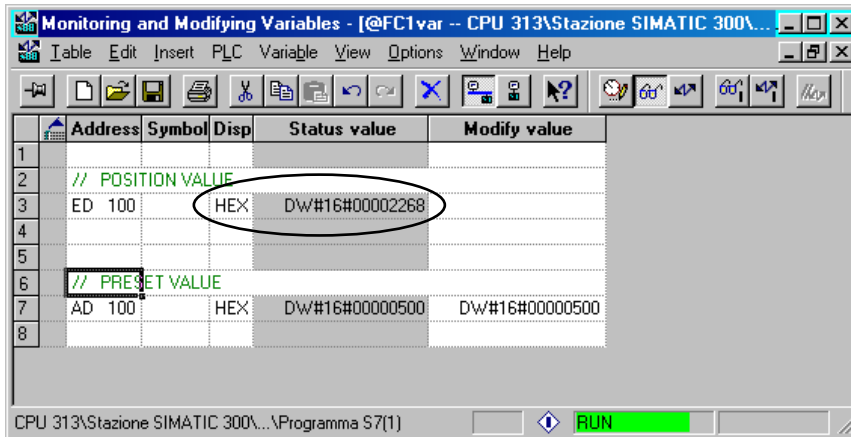 Monitoring and Modifying Variables - [@FC1var -- CPU 313\Stazione SIMATIC 300\...
Table Edit Insert PLC Variable View Options Window Help
Address Symbol Disp Status value Modify value
1
2 // POSITION VALUE
3 ED 100 HEX DW#16#00002268
4
5
6 // PRESET VALUE
7 AD 100 HEX DW#16#00000500 DW#16#00000500
8
CPU 313\Stazione SIMATIC 300\...\Programma S7(1) RUN